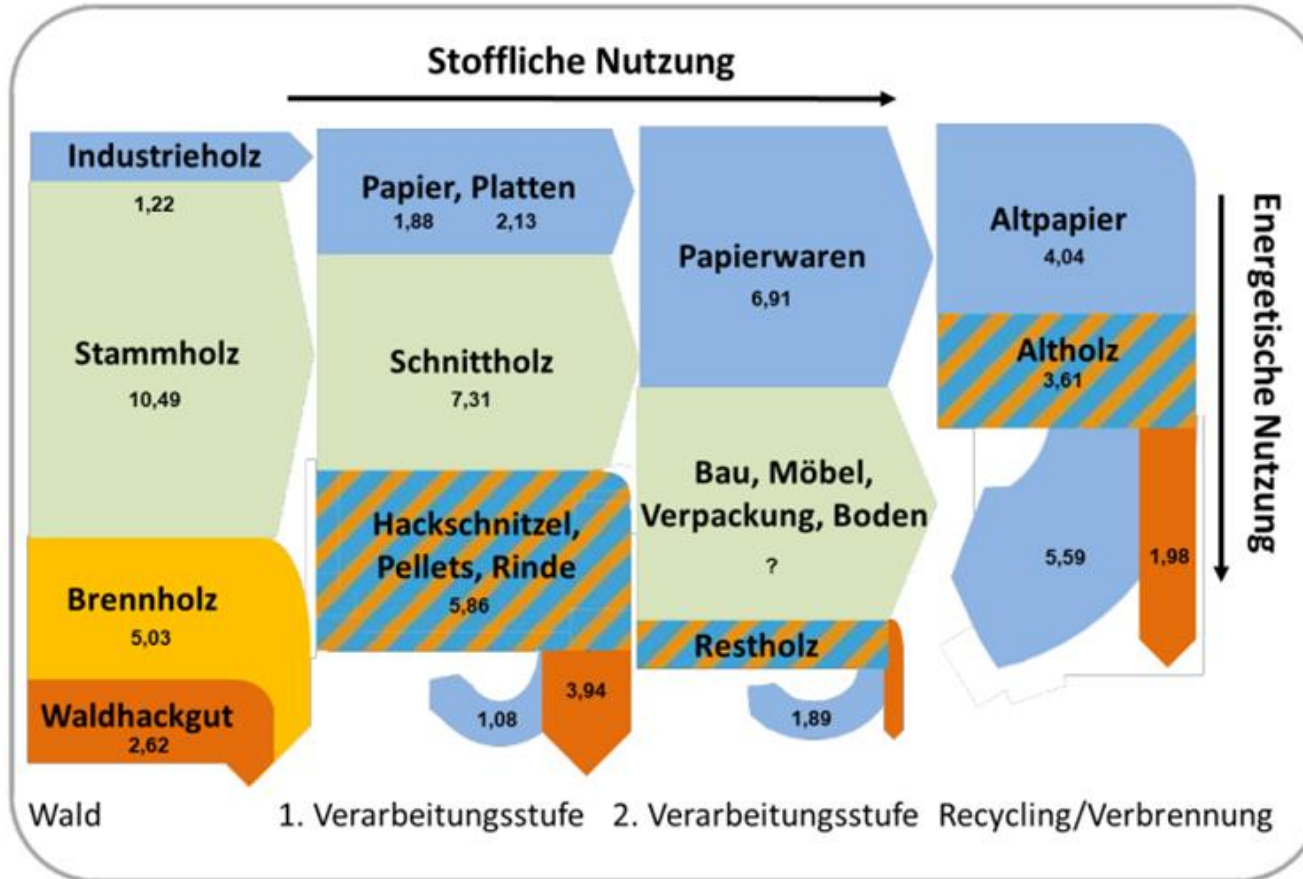 Stoffliche Nutzung
Industrieholz
1,22
Stammholz
10,49
Brennholz
5,03
Waldhackgut
2,62
Papier, Platten
1,88 2,13
Schnittholz
7,31
Hackschnitzel,
Pellets, Rinde
5,86
1,08
3,94
Papierwaren
6,91
Bau, Möbel,
Verpackung, Boden
?
Restholz
1,89
Altpapier
4,04
Altholz
3,61
5,59
1,98
Energetische Nutzung
Wald
1. Verarbeitungsstufe
2. Verarbeitungsstufe
Recycling/Verbrennung